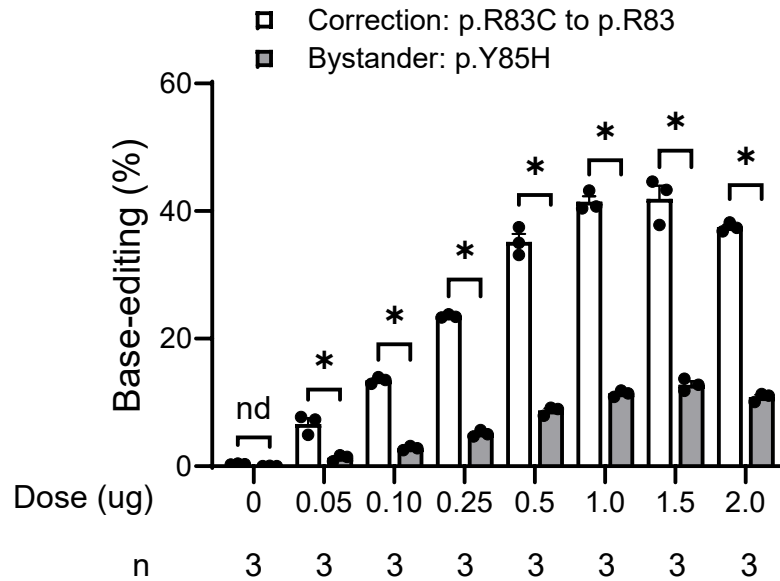 Correction: p.R83C to p.R83
Bystander: p.Y85H
Base-editing (%)
60
40
20
0
nd
*
*
*
*
*
*
*
Dose (ug) 0 0.05 0.10 0.25 0.5 1.0 1.5 2.0
n 3 3 3 3 3 3 3 3